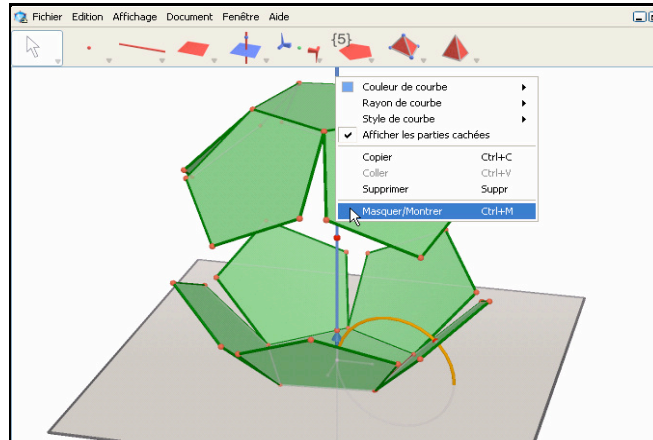 Fichier Edition Affichage Document Fenêtre Aide
{5}
Couleur de courbe
Rayon de courbe
Style de courbe
Afficher les parties cachées
Copier Ctrl+C
Coller Ctrl+V
Supprimer Suppr
Masquer/Montrer Ctrl+M